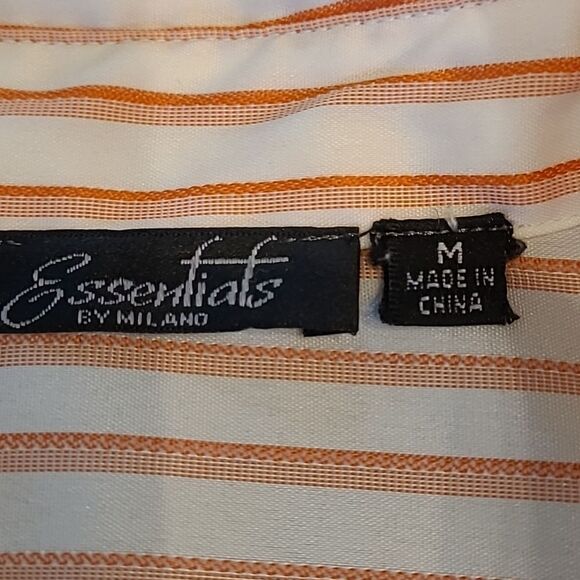 Essentials
BY MILANO
M
MADE IN
CHINA